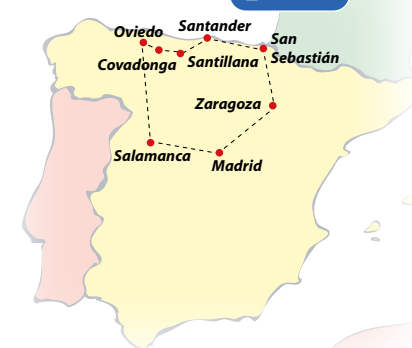 Santander
Oviedo
San
Sebastián
Covadonga
Santillana
Zaragoza
Salamanca
Madrid